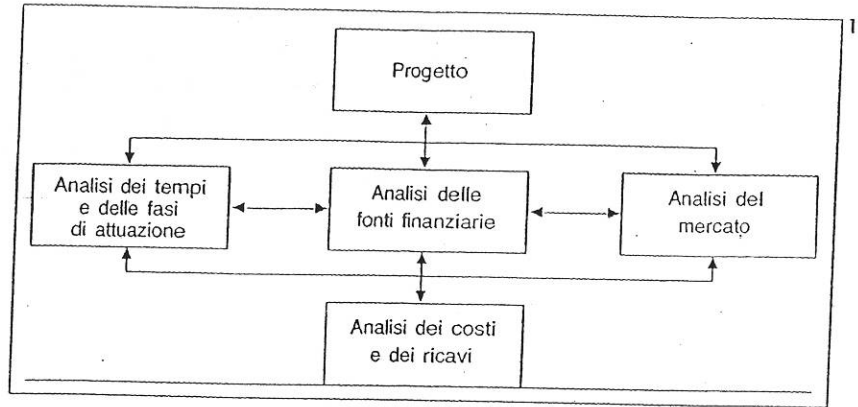 1
Progetto
Analisi dei tempi
e delle fasi
di attuazione
Analisi delle
fonti finanziarie
Analisi del
mercato
Analisi dei costi
e dei ricavi